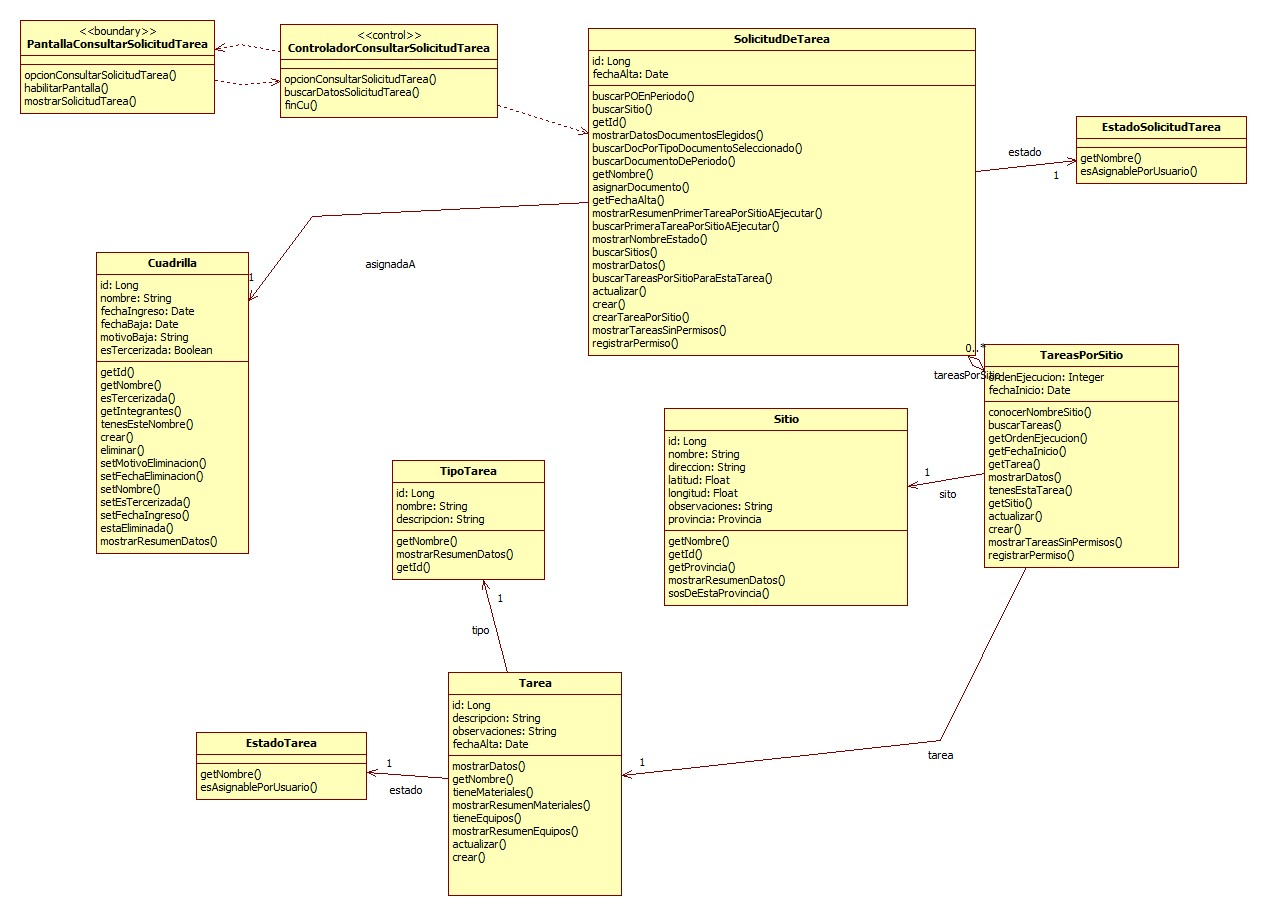 <<boundary>>
PantallaConsultarSolicitudTarea
opcionConsultarSolicitudTarea()
habilitarPantalla()
mostrarSolicitudTarea()
<<control>>
ControladorConsultarSolicitudTarea
opcionConsultarSolicitudTarea()
buscarDatosSolicitudTarea()
finCu()
SolicitudDeTarea
id: Long
fechaAlta: Date
buscarPOEnPeriodo()
buscarSitio()
getId()
mostrarDatosDocumentosElegidos()
buscarDocPorTipoDocumentoSeleccionado()
buscarDocumentoDePeriodo()
getNombre()
asignarDocumento()
getFechaAlta()
mostrarResumenPrimerTareaPorSitioAEjecutar()
buscarPrimeraTareaPorSitioAEjecutar()
mostrarNombreEstado()
buscarSitios()
mostrarDatos()
buscarTareasPorSitioParaEstaTarea()
actualizar()
crear()
crearTareaPorSitio()
mostrarTareasSinPermisos()
registrarPermiso()
estado
1
EstadoSolicitudTarea
getNombre()
esAsignablePorUsuario()
asignadaA
1
Cuadrilla
id: Long
nombre: String
fechaIngreso: Date
fechaBaja: Date
motivoBaja: String
esTercerizada: Boolean
getId()
getNombre()
esTercerizada()
getIntegrantes()
tenesEsteNombre()
crear()
eliminar()
setMotivoEliminacion()
setFechaEliminacion()
setNombre()
setEsTercerizada()
setFechaIngreso()
estaEliminada()
mostrarResumenDatos()
0..*
tareasPorSitio
TareasPorSitio
ordenEjecucion: Integer
fechaInicio: Date
conocerNombreSitio()
buscarTareas()
getOrdenEjecucion()
getFechaInicio()
getTarea()
mostrarDatos()
tenesEstaTarea()
getSitio()
actualizar()
crear()
mostrarTareasSinPermisos()
registrarPermiso()
1
sito
Sitio
id: Long
nombre: String
direccion: String
latitud: Float
longitud: Float
observaciones: String
provincia: Provincia
getNombre()
getId()
getProvincia()
mostrarResumenDatos()
sosDeEstaProvincia()
TipoTarea
id: Long
nombre: String
descripcion: String
getNombre()
mostrarResumenDatos()
getId()
1
tipo
Tarea
id: Long
descripcion: String
observaciones: String
fechaAlta: Date
mostrarDatos()
getNombre()
tieneMateriales()
mostrarResumenMateriales()
tieneEquipos()
mostrarResumenEquipos()
actualizar()
crear()
1
tarea
1
estado
EstadoTarea
getNombre()
esAsignablePorUsuario()